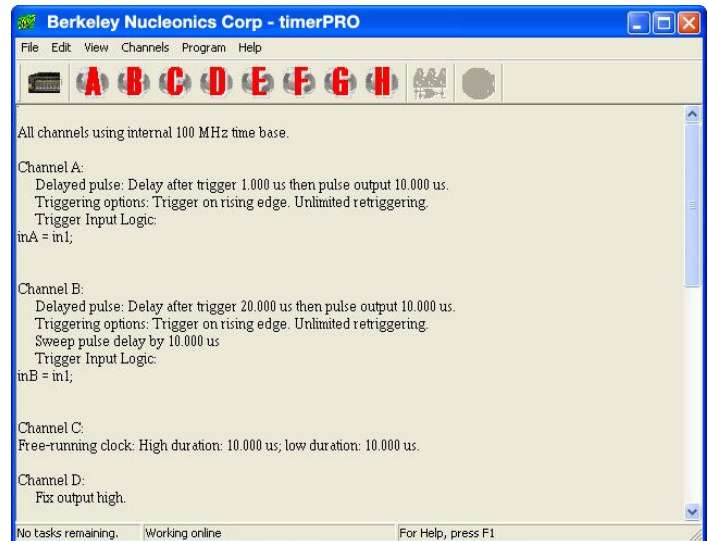 Berkeley Nucleonics Corp - timerPRO
File Edit View Channels Program Help
A B C D E F G H
All channels using internal 100 MHz time base.
Channel A:
Delayed pulse: Delay after trigger 1.000 us then pulse output 10.000 us.
Triggering options: Trigger on rising edge. Unlimited retriggering.
Trigger Input Logic:
inA = in1;
Channel B:
Delayed pulse: Delay after trigger 20.000 us then pulse output 10.000 us.
Triggering options: Trigger on rising edge. Unlimited retriggering.
Sweep pulse delay by 10.000 us
Trigger Input Logic:
inB = in1;
Channel C:
Free-running clock: High duration: 10.000 us; low duration: 10.000 us.
Channel D:
Fix output high.
No tasks remaining. Working online For Help, press F1